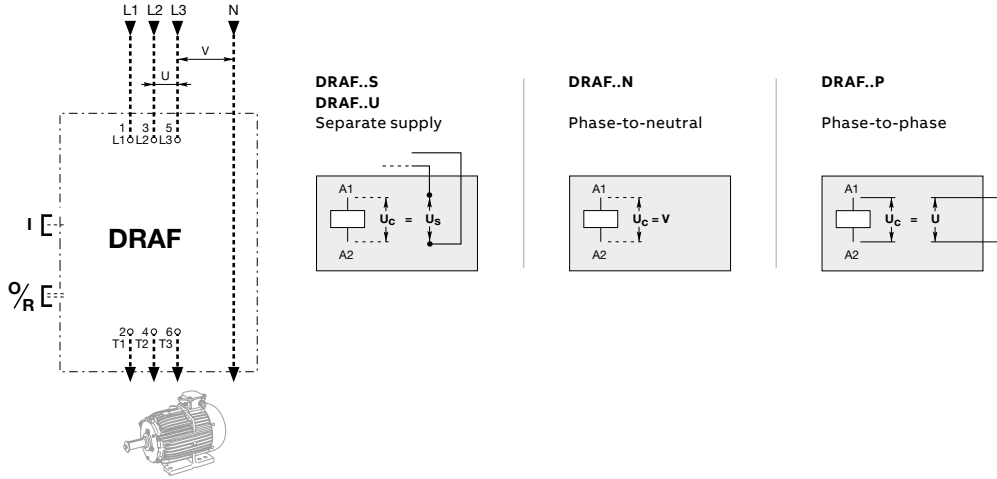 L1 L2 L3 N
V
U
1 3 5
L1 L2 L3
I
DRAF
O/R
2 4 6
T1 T2 T3
DRAF..S
DRAF..U
Separate supply
A1
Uc = Us
A2
DRAF..N
Phase-to-neutral
A1
Uc = V
A2
DRAF..P
Phase-to-phase
A1
Uc = U
A2